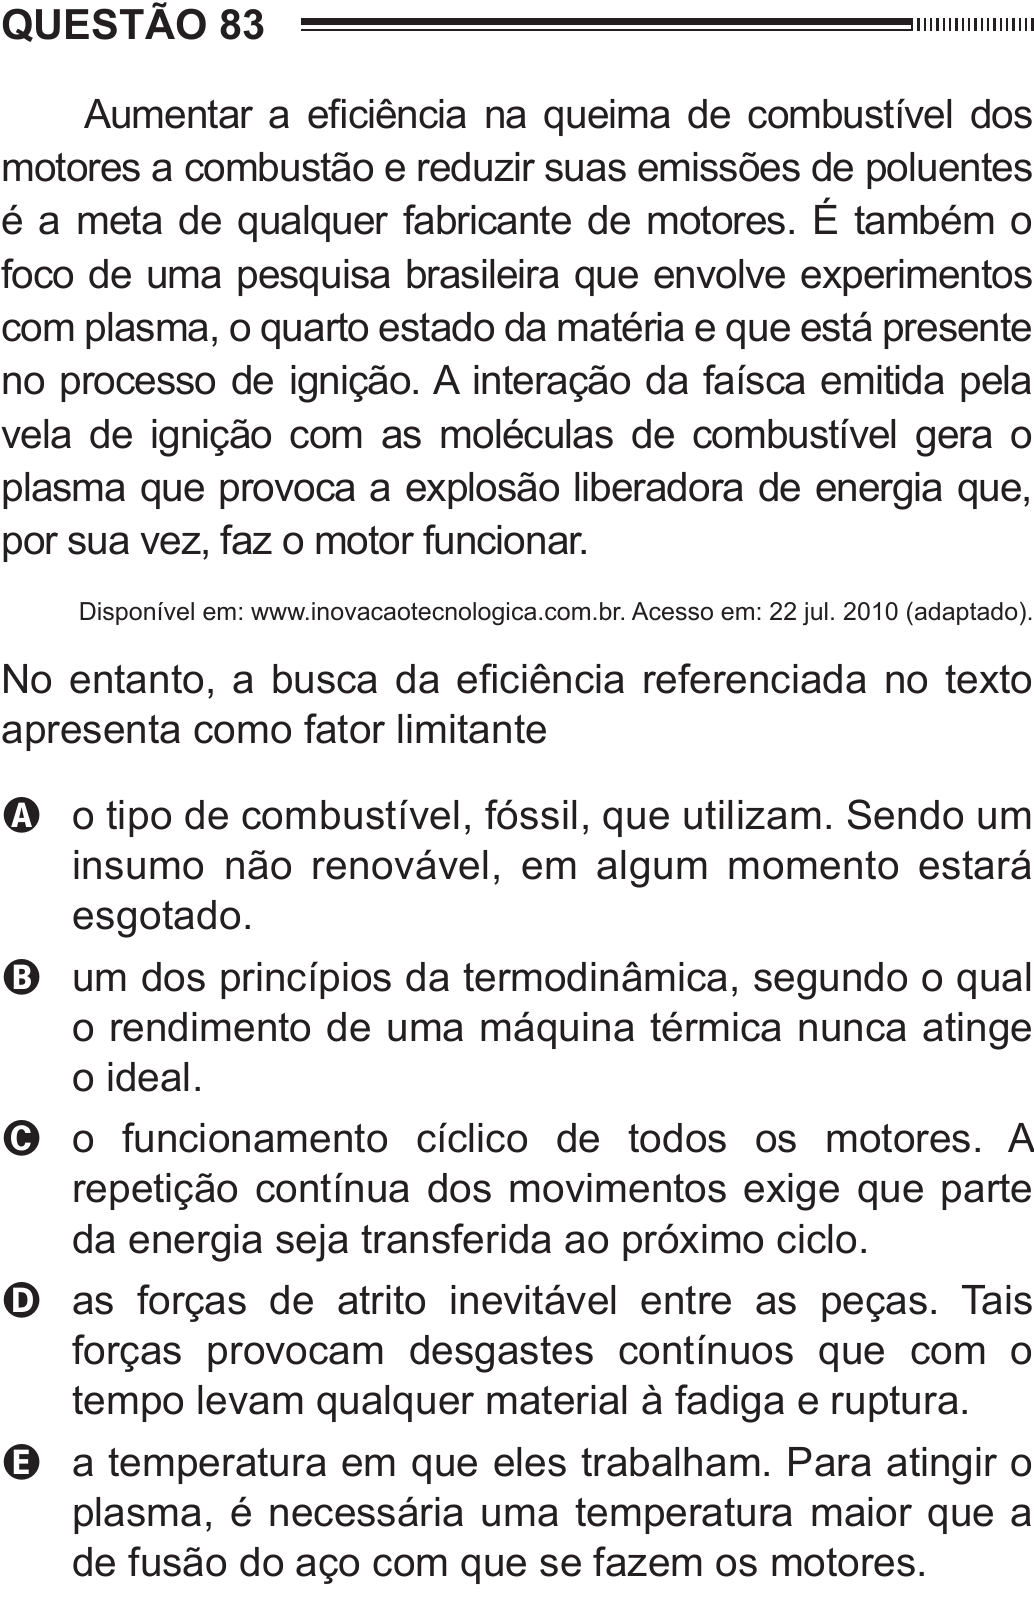 QUESTÃO 83
Aumentar a eficiência na queima de combustível dos
motores a combustão e reduzir suas emissões de poluentes
é a meta de qualquer fabricante de motores. É também o
foco de uma pesquisa brasileira que envolve experimentos
com plasma, o quarto estado da matéria e que está presente
no processo de ignição. A interação da faísca emitida pela
vela de ignição com as moléculas de combustível gera o
plasma que provoca a explosão liberadora de energia que,
por sua vez, faz o motor funcionar.
Disponível em: www.inovacaotecnologica.com.br. Acesso em: 22 jul. 2010 (adaptado).
No entanto, a busca da eficiência referenciada no texto
apresenta como fator limitante
A o tipo de combustível, fóssil, que utilizam. Sendo um
insumo não renovável, em algum momento estará
esgotado.
B um dos princípios da termodinâmica, segundo o qual
o rendimento de uma máquina térmica nunca atinge
o ideal.
C o funcionamento cíclico de todos os motores. A
repetição contínua dos movimentos exige que parte
da energia seja transferida ao próximo ciclo.
D as forças de atrito inevitável entre as peças. Tais
forças provocam desgastes contínuos que com o
tempo levam qualquer material à fadiga e ruptura.
E a temperatura em que eles trabalham. Para atingir o
plasma, é necessária uma temperatura maior que a
de fusão do aço com que se fazem os motores.